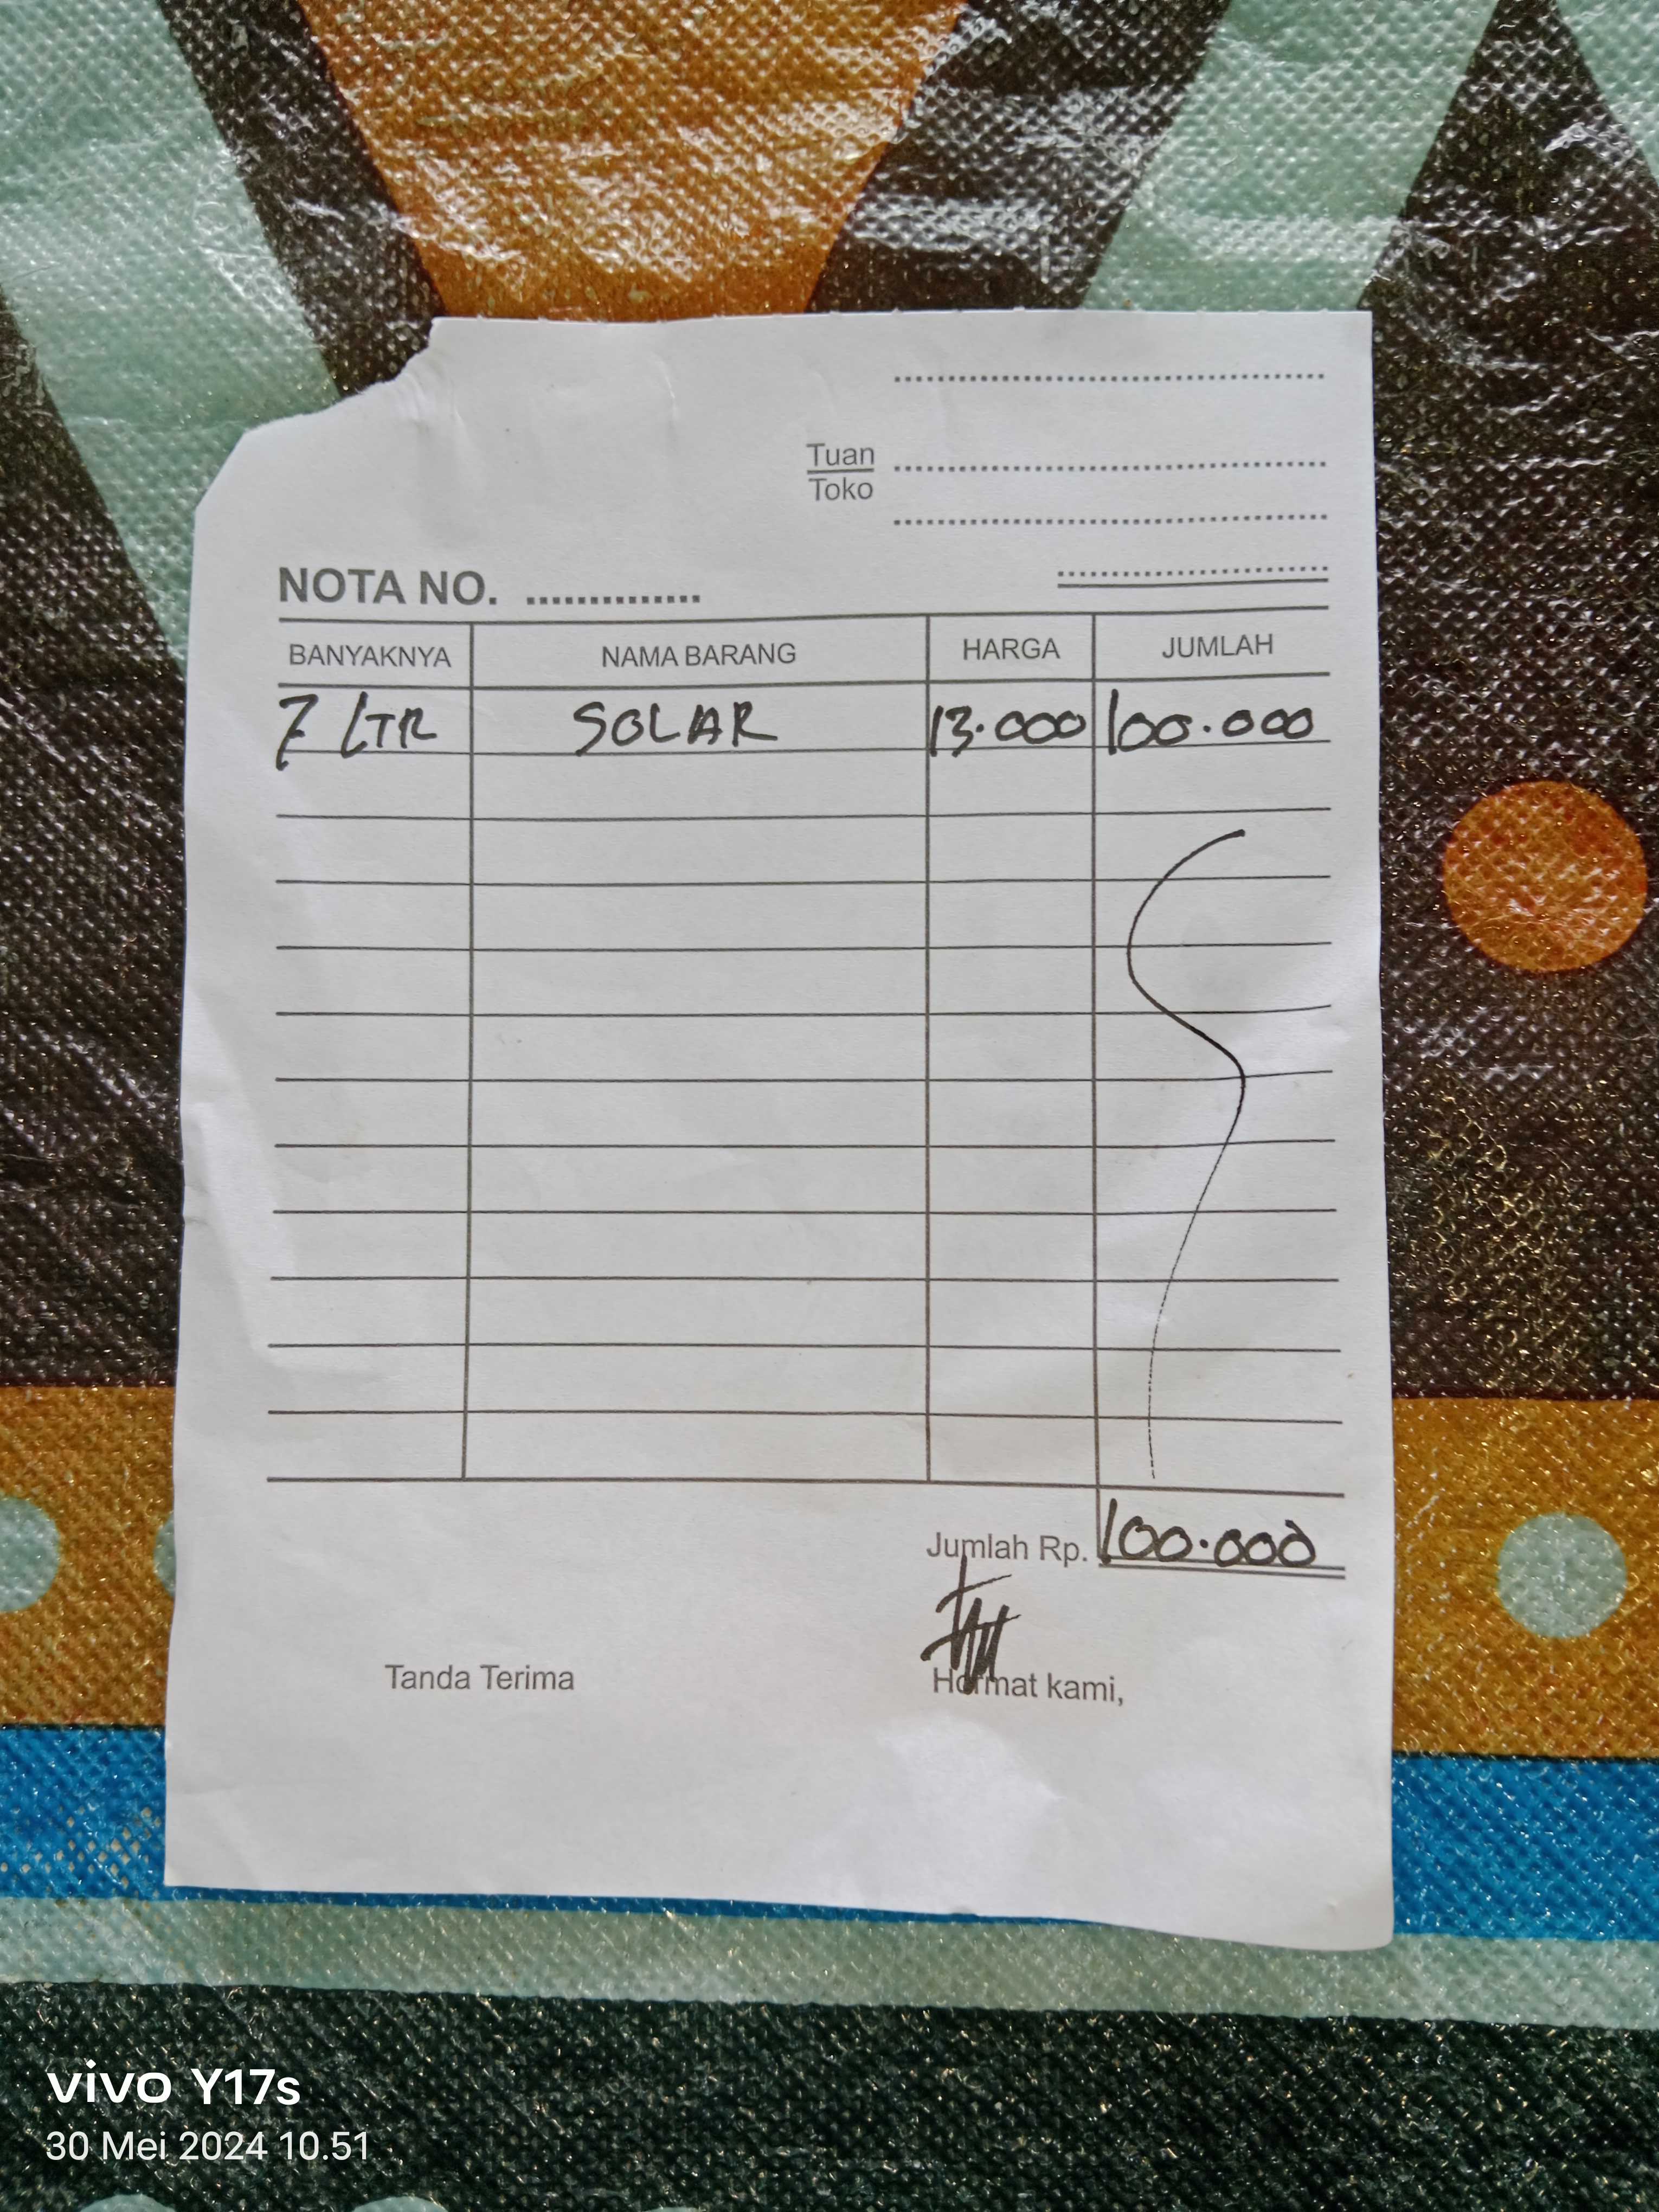 Tuan
Toko
NOTA NO. ..............
BANYAKNYA NAMA BARANG HARGA JUMLAH
7 LTR SOLAR 13.000 100.000
Jumlah Rp. 100.000
Tanda Terima Hormat kami,
vivo Y17s
30 Mei 2024 10.51